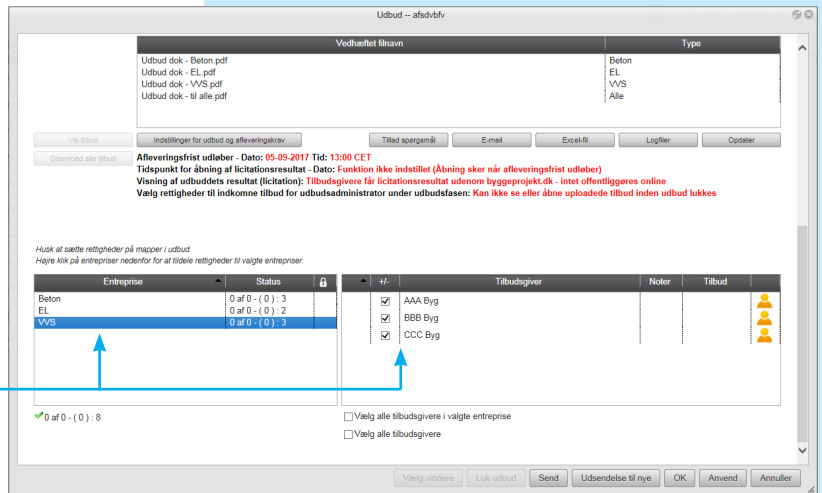 Udbud -- afsdvbfv
Vedhæftet filnavn Type
Udbud dok - Beton.pdf Beton
Udbud dok - EL.pdf EL
Udbud dok - VVS.pdf VVS
Udbud dok - til alle.pdf Alle
Vis tilbud Indstillinger for udbud og afleveringskrav Tillad spørgsmål E-mail Excel-fil Logfiler Opdater
Download alle tilbud
Afleveringsfrist udløber - Dato: 05-09-2017 Tid: 13:00 CET
Tidspunkt for åbning af licitationsresultat - Dato: Funktion ikke indstillet (Åbning sker når afleveringsfrist udløber)
Visning af udbuddets resultat (licitation): Tilbudsgivere får licitationsresultat udenom byggeprojekt.dk - intet offentliggøres online
Vælg rettigheder til indkomne tilbud for udbudsadministrator under udbudsfasen: Kan ikke se eller åbne uploadede tilbud inden udbud lukkes
Husk at sætte rettigheder på mapper i udbud.
Højre klik på entrepriser nedenfor for at tildele rettigheder til valgte entrepriser.
Entreprise Status +/- Tilbudsgiver Noter Tilbud
Beton 0 af 0 - ( 0 ) : 3 AAA Byg
EL 0 af 0 - ( 0 ) : 2 BBB Byg
VVS 0 af 0 - ( 0 ) : 3 CCC Byg
0 af 0 - ( 0 ) : 8
Vælg alle tilbudsgivere i valgte entreprise
Vælg alle tilbudsgivere
Vælg vindere Luk udbud Send Udsendelse til nye OK Anvend Annuller